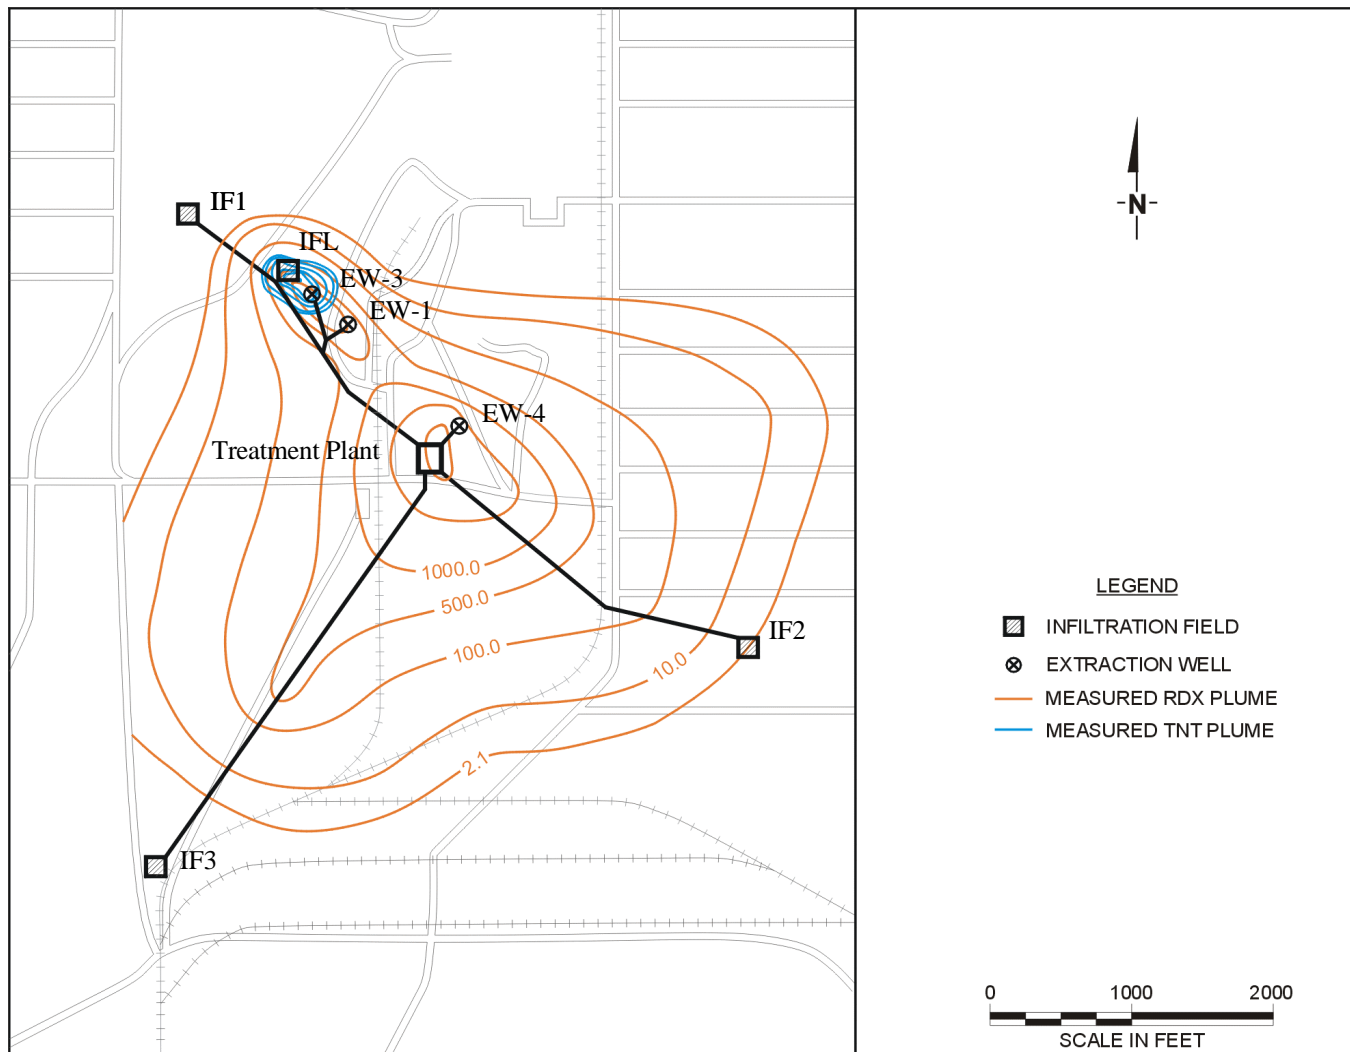 IF1
IFL
EW-3
EW-1
EW-4
Treatment Plant
1000.0
500.0
100.0
10.0
IF2
2.1
IF3
-N-
LEGEND
INFILTRATION FIELD
EXTRACTION WELL
MEASURED RDX PLUME
MEASURED TNT PLUME
0 1000 2000
SCALE IN FEET